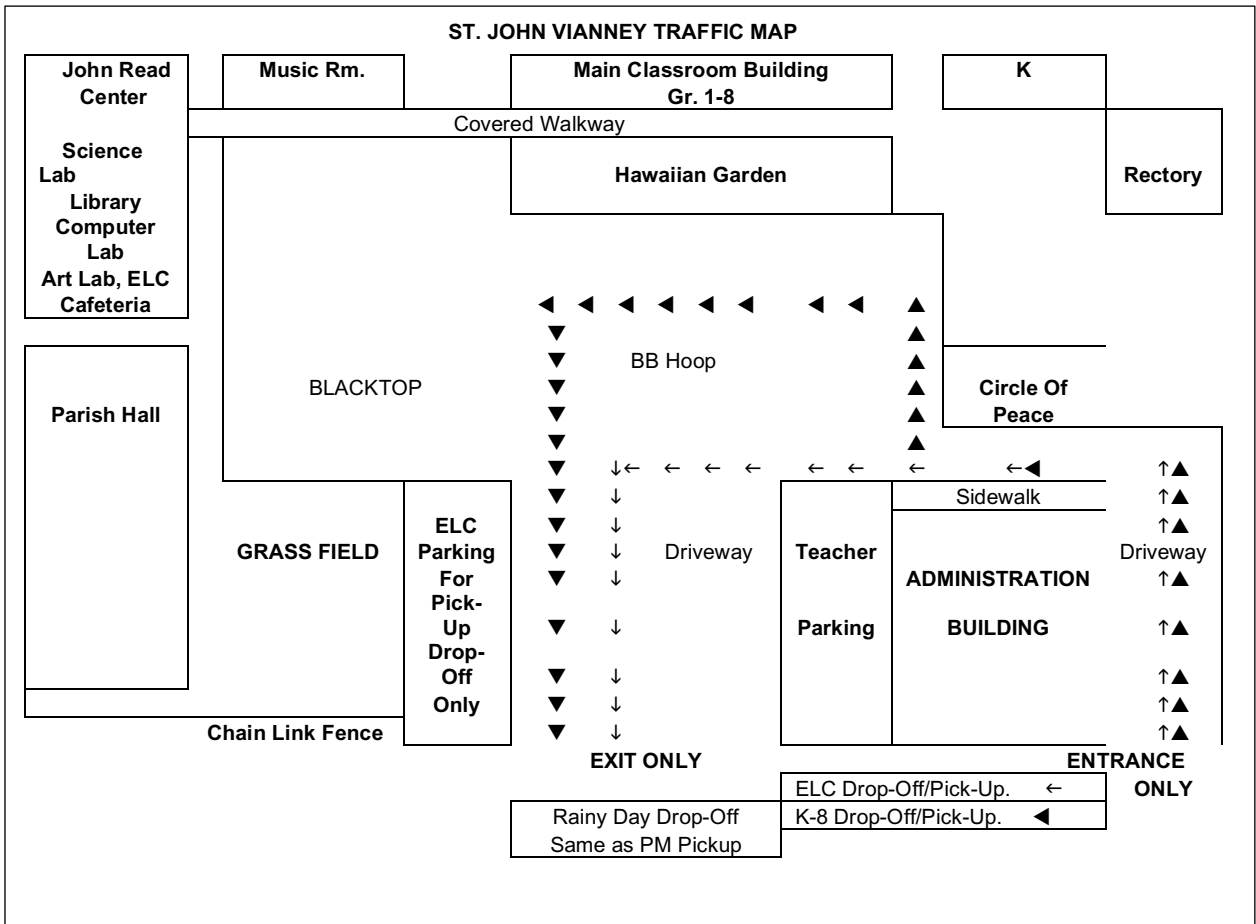 ST. JOHN VIANNEY TRAFFIC MAP
John Read
Center
Science
Lab
Library
Computer
Lab
Art Lab, ELC
Cafeteria
Music Rm.
Main Classroom Building
Gr. 1-8
K
Covered Walkway
Hawaiian Garden
Rectory
BB Hoop
BLACKTOP
Circle Of
Peace
Parish Hall
Sidewalk
GRASS FIELD
ELC
Parking
For
Pick-
Up
Drop-
Off
Only
Driveway
Teacher
Parking
ADMINISTRATION
BUILDING
Driveway
Chain Link Fence
EXIT ONLY
ENTRANCE
ONLY
ELC Drop-Off/Pick-Up. ←
K-8 Drop-Off/Pick-Up. ◀
Rainy Day Drop-Off
Same as PM Pickup